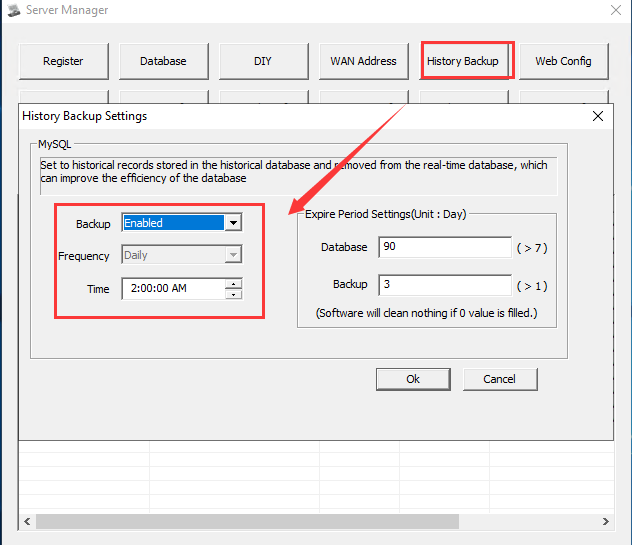 Server Manager
Register
Database
DIY
WAN Address
History Backup
Web Config
History Backup Settings
MySQL
Set to historical records stored in the historical database and removed from the real-time database, which
can improve the efficiency of the database
Backup
Enabled
Frequency
Daily
Time
2:00:00 AM
Expire Period Settings(Unit : Day)
Database
90
( > 7 )
Backup
3
( > 1 )
(Software will clean nothing if 0 value is filled.)
Ok
Cancel